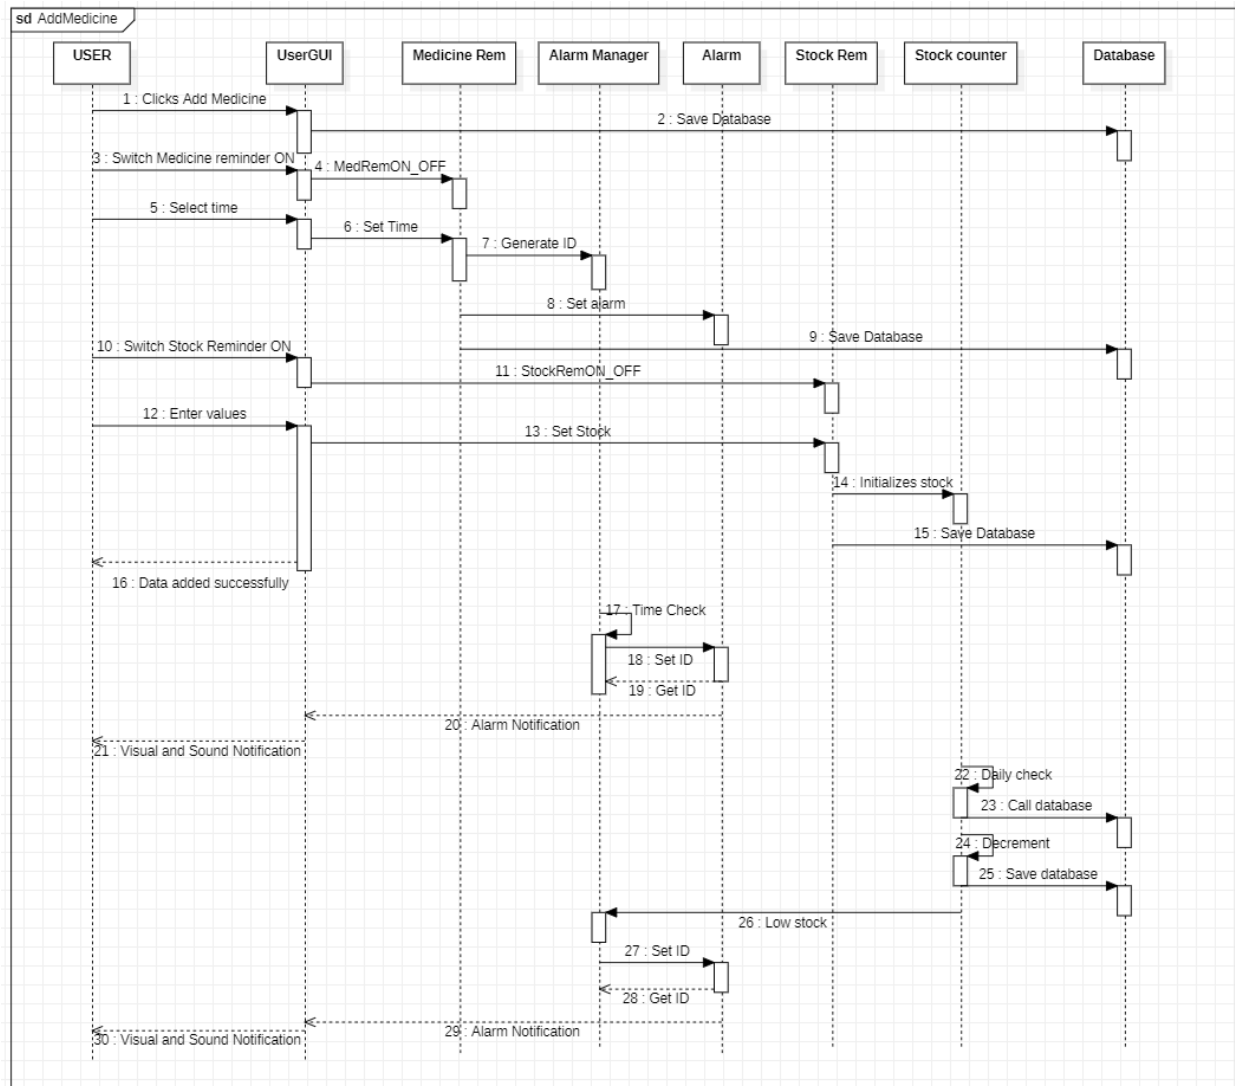 sd AddMedicine
USER
UserGUI
Medicine Rem
Alarm Manager
Alarm
Stock Rem
Stock counter
Database
1 : Clicks Add Medicine
2 : Save Database
3 : Switch Medicine reminder ON
4 : MedRemON_OFF
5 : Select time
6 : Set Time
7 : Generate ID
8 : Set alarm
9 : Save Database
10 : Switch Stock Reminder ON
11 : StockRemON_OFF
12 : Enter values
13 : Set Stock
14 : Initializes stock
15 : Save Database
16 : Data added successfully
17 : Time Check
18 : Set ID
19 : Get ID
20 : Alarm Notification
21 : Visual and Sound Notification
22 : Daily check
23 : Call database
24 : Decrement
25 : Save database
26 : Low stock
27 : Set ID
28 : Get ID
29 : Alarm Notification
30 : Visual and Sound Notification